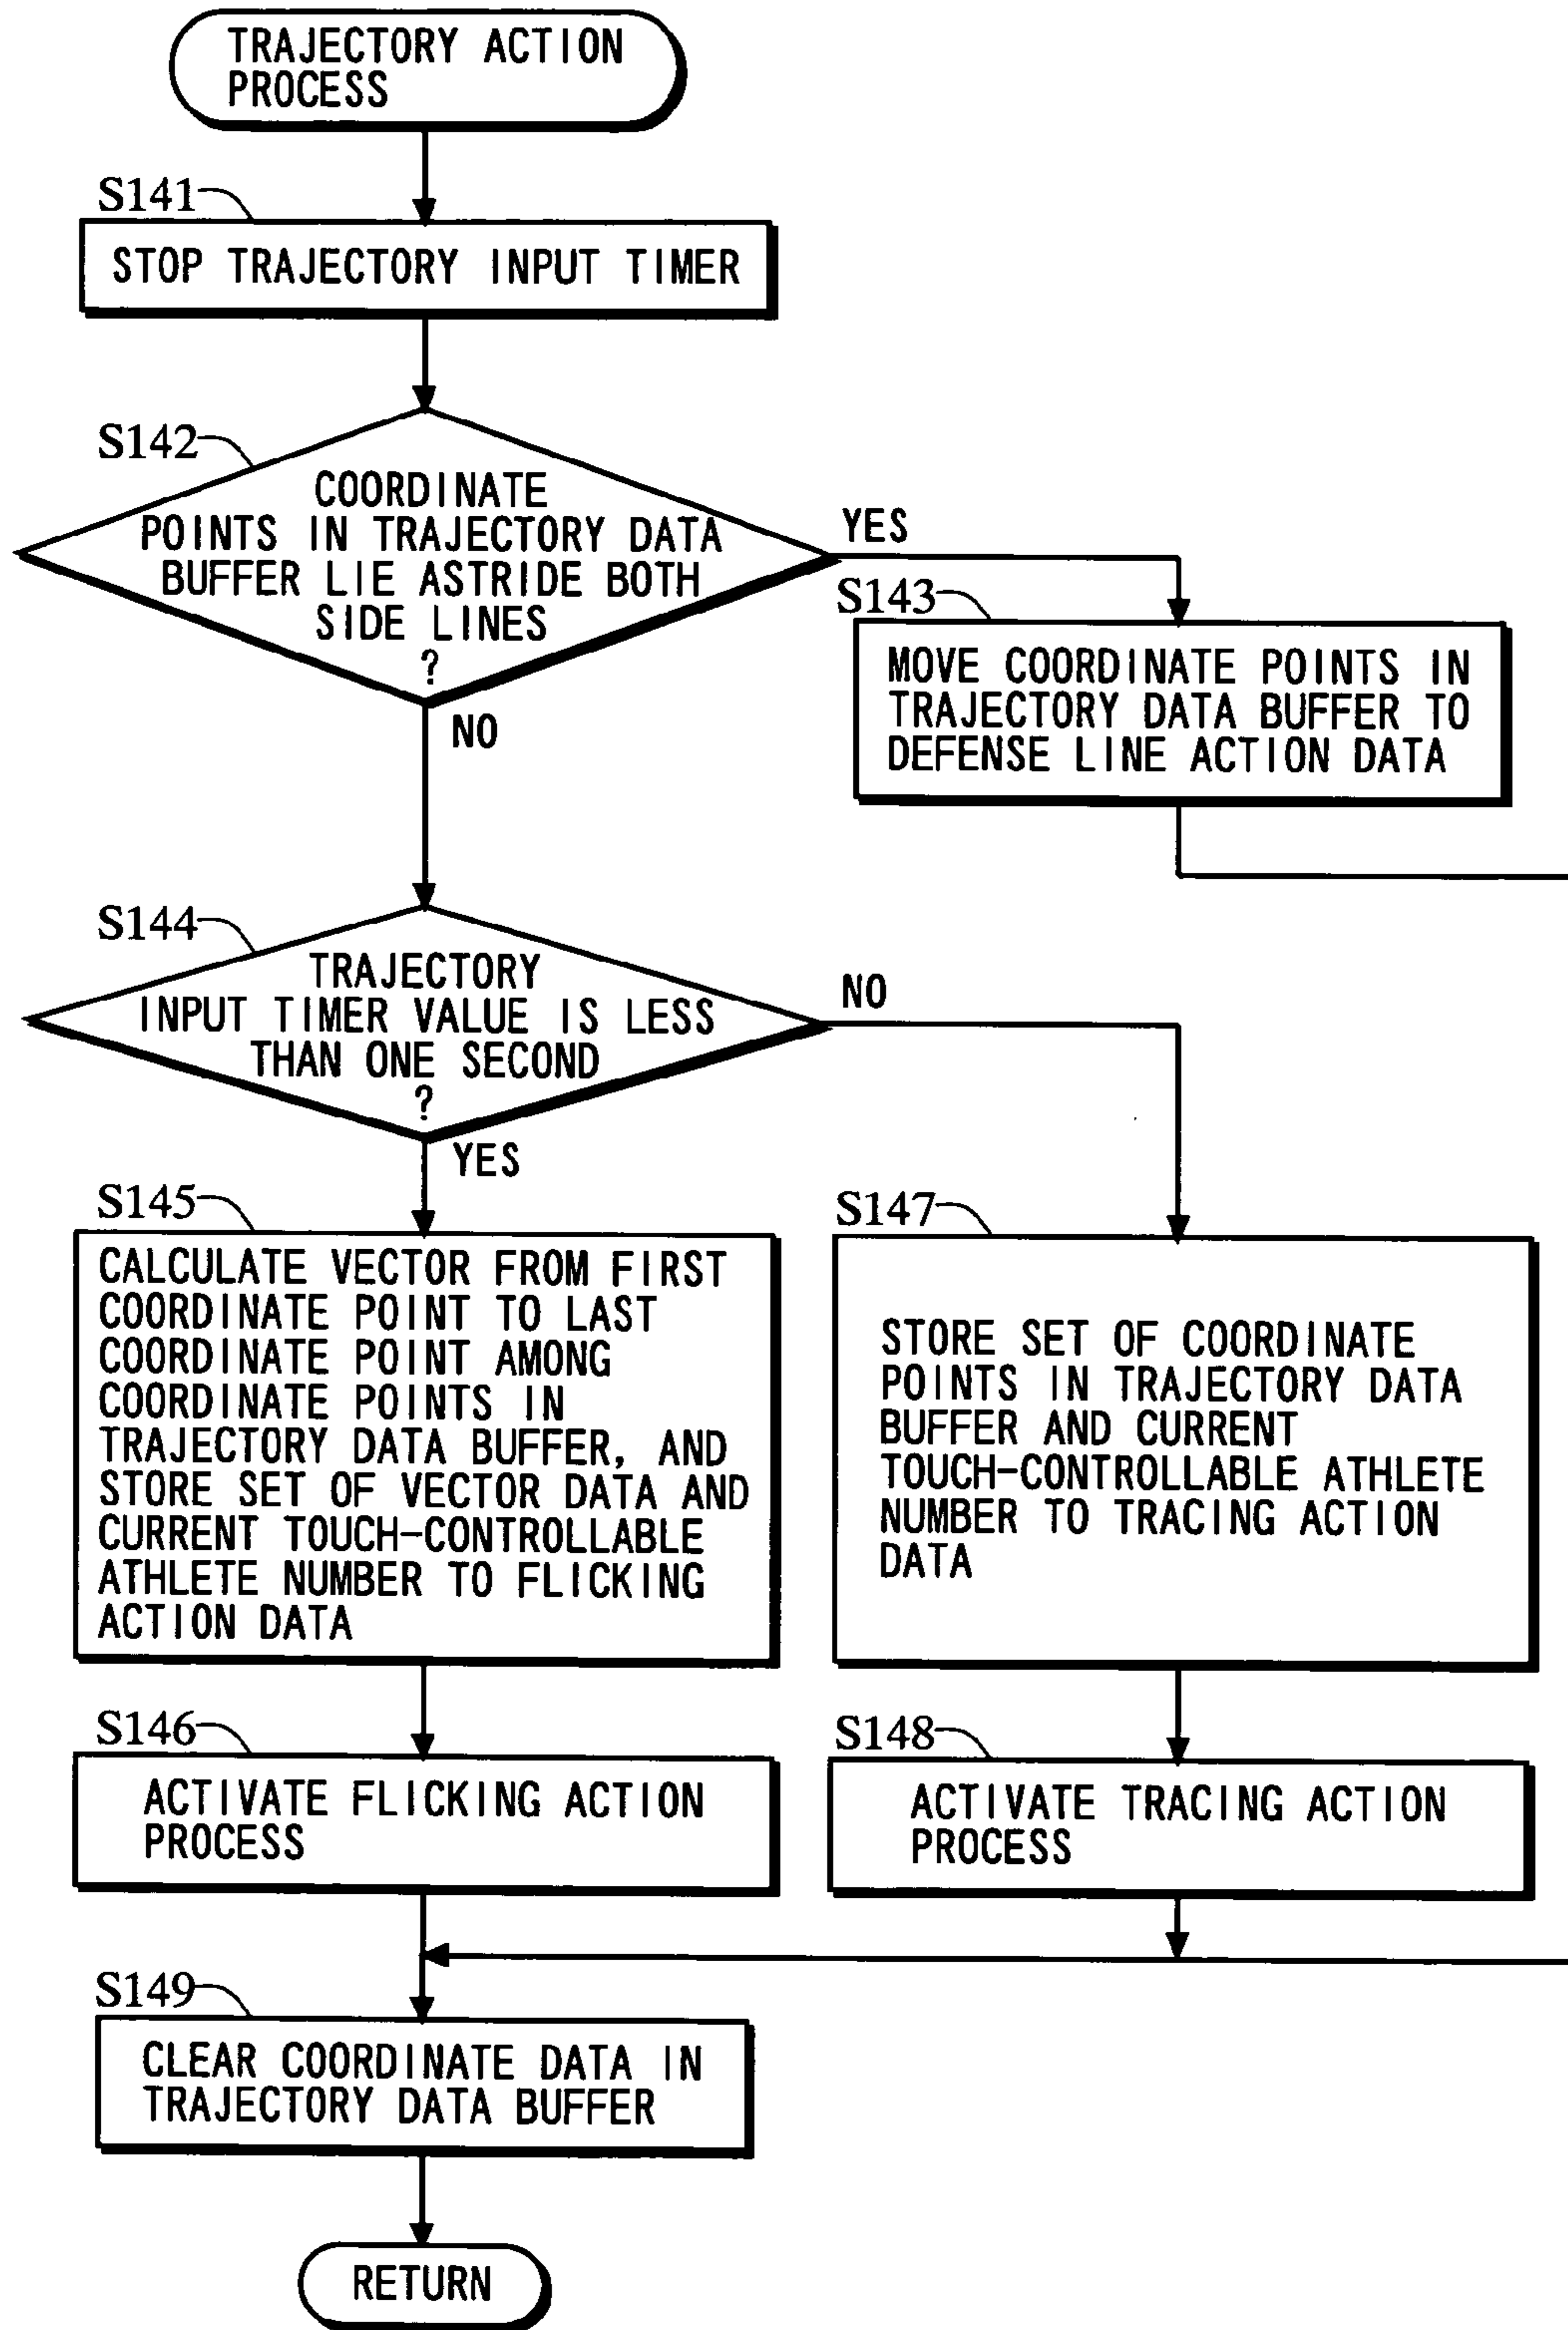 TRAJECTORY ACTION
PROCESS
S141
STOP TRAJECTORY INPUT TIMER
S142
COORDINATE
POINTS IN TRAJECTORY DATA
BUFFER LIE ASTRIDE BOTH
SIDE LINES
?
YES
NO
S143
MOVE COORDINATE POINTS IN
TRAJECTORY DATA BUFFER TO
DEFENSE LINE ACTION DATA
S144
TRAJECTORY
INPUT TIMER VALUE IS LESS
THAN ONE SECOND
?
NO
YES
S145
CALCULATE VECTOR FROM FIRST
COORDINATE POINT TO LAST
COORDINATE POINT AMONG
COORDINATE POINTS IN
TRAJECTORY DATA BUFFER, AND
STORE SET OF VECTOR DATA AND
CURRENT TOUCH-CONTROLLABLE
ATHLETE NUMBER TO FLICKING
ACTION DATA
S147
STORE SET OF COORDINATE
POINTS IN TRAJECTORY DATA
BUFFER AND CURRENT
TOUCH-CONTROLLABLE ATHLETE
NUMBER TO TRACING ACTION
DATA
S146
ACTIVATE FLICKING ACTION
PROCESS
S148
ACTIVATE TRACING ACTION
PROCESS
S149
CLEAR COORDINATE DATA IN
TRAJECTORY DATA BUFFER
RETURN